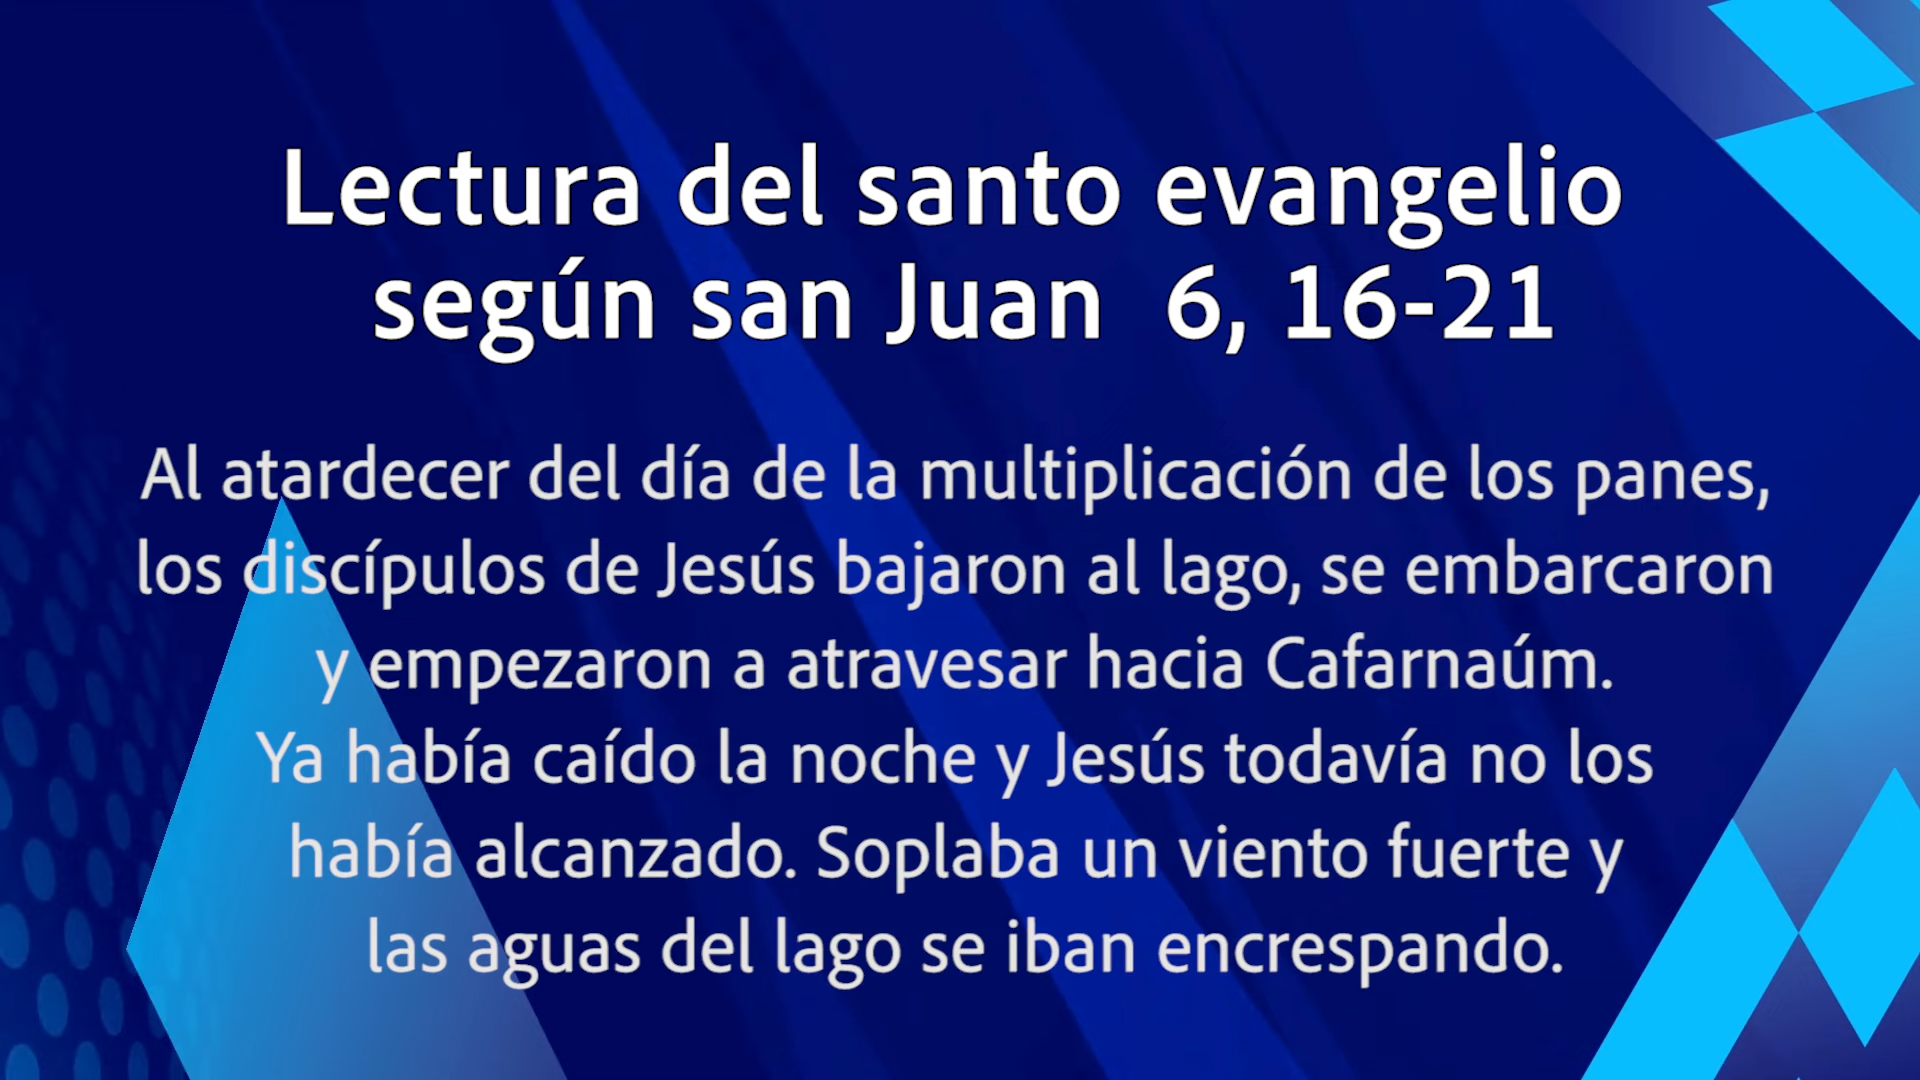 Lectura del santo evangelio
según san Juan  6, 16-21
Al atardecer del día de la multiplicación de los panes,
los discípulos de Jesús bajaron al lago, se embarcaron
y empezaron a atravesar hacia Cafarnaúm.
Ya había caído la noche y Jesús todavía no los
había alcanzado. Soplaba un viento fuerte y
las aguas del lago se iban encrespando.